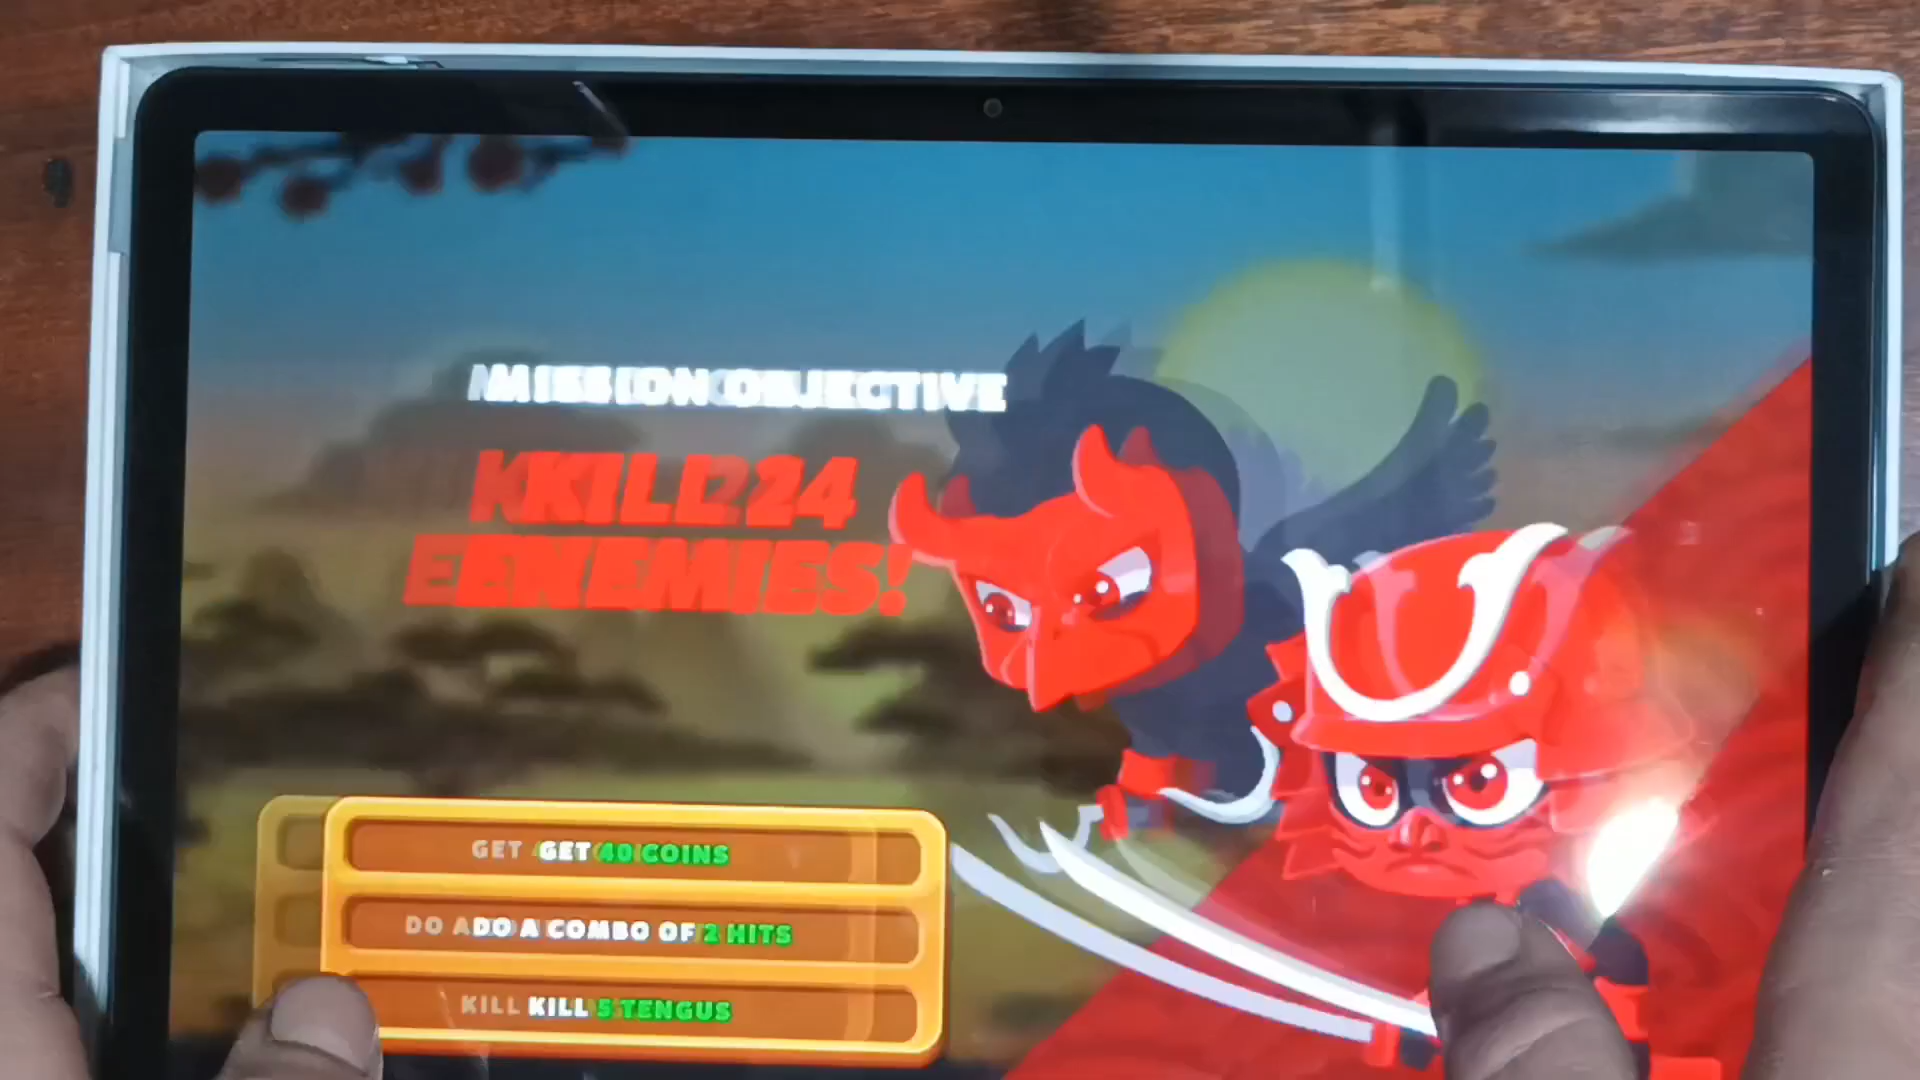 MISSION OBJECTIVE
KILL 24
ENEMIES!
GET 40 COINS
DO A COMBO OF 2 HITS
KILL 5 TENGUS